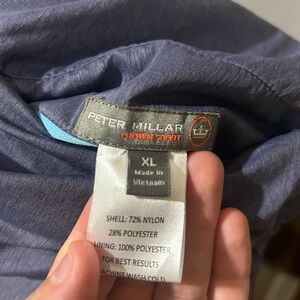 PETER MILLAR
CROWN SPORT
XL
Made in
Vietnam
SHELL: 72% NYLON
28% POLYESTER
LINING: 100% POLYESTER
FOR BEST RESULTS
MACHINE WASH COLD